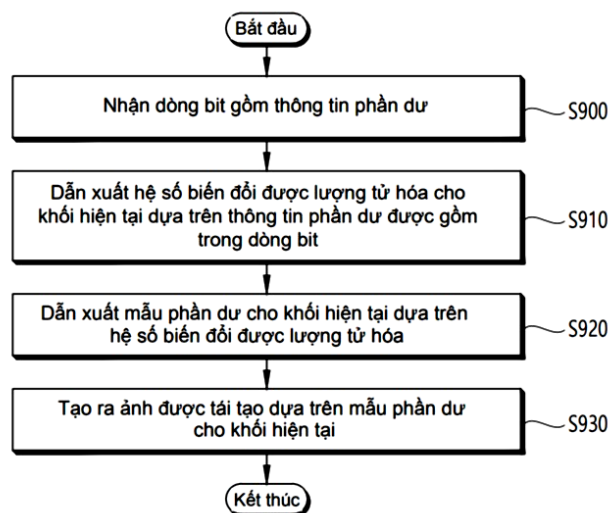 Bắt đầu
Nhận dòng bit gồm thông tin phần dư
S900
Dẫn xuất hệ số biến đổi được lượng tử hóa cho
khối hiện tại dựa trên thông tin phần dư được gồm
trong dòng bit
S910
Dẫn xuất mẫu phần dư cho khối hiện tại dựa trên
hệ số biến đổi được lượng tử hóa
S920
Tạo ra ảnh được tái tạo dựa trên mẫu phần dư
cho khối hiện tại
S930
Kết thúc